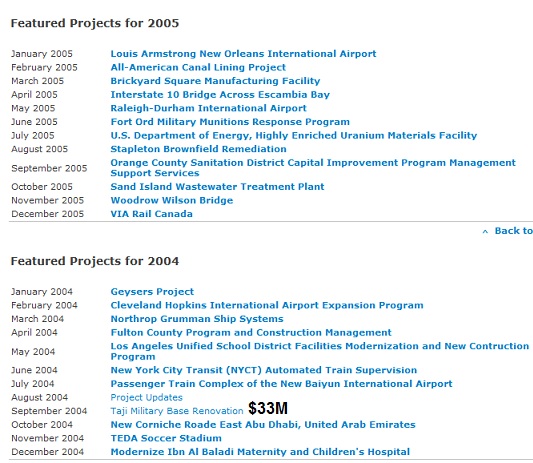 Featured Projects for 2005
January 2005 Louis Armstrong New Orleans International Airport
February 2005 All-American Canal Lining Project
March 2005 Brickyard Square Manufacturing Facility
April 2005 Interstate 10 Bridge Across Escambia Bay
May 2005 Raleigh-Durham International Airport
June 2005 Fort Ord Military Munitions Response Program
July 2005 U.S. Department of Energy, Highly Enriched Uranium Materials Facility
August 2005 Stapleton Brownfield Remediation
September 2005 Orange County Sanitation District Capital Improvement Program Management
Support Services
October 2005 Sand Island Wastewater Treatment Plant
November 2005 Woodrow Wilson Bridge
December 2005 VIA Rail Canada
^ Back to
Featured Projects for 2004
January 2004 Geysers Project
February 2004 Cleveland Hopkins International Airport Expansion Program
March 2004 Northrop Grumman Ship Systems
April 2004 Fulton County Program and Construction Management
May 2004 Los Angeles Unified School District Facilities Modernization and New Contruction
Program
June 2004 New York City Transit (NYCT) Automated Train Supervision
July 2004 Passenger Train Complex of the New Baiyun International Airport
August 2004 Project Updates
September 2004 Taji Military Base Renovation $33M
October 2004 New Corniche Roade East Abu Dhabi, United Arab Emirates
November 2004 TEDA Soccer Stadium
December 2004 Modernize Ibn Al Baladi Maternity and Children's Hospital